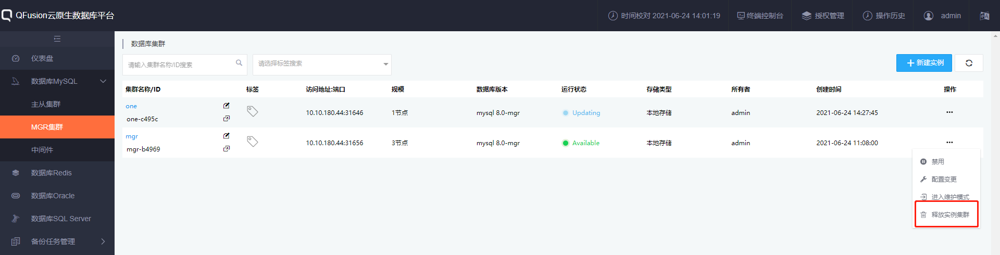 QFusion云原生数据库平台
时间校对 2021-06-24 14:01:19
终端控制台
授权管理
操作历史
admin
仪表盘
数据库MySQL
主从集群
MGR集群
中间件
数据库Redis
数据库Oracle
数据库SQL Server
备份任务管理
数据库集群
请输入集群名称/ID搜索
请选择标签搜索
新建实例
集群名称/ID 标签 访问地址:端口 规模 数据库版本 运行状态 存储类型 所有者 创建时间 操作
one
one-c495c
10.10.180.44:31646 1节点 mysql 8.0-mgr Updating 本地存储 admin 2021-06-24 14:27:45 •••
mgr
mgr-b4969
10.10.180.44:31656 3节点 mysql 8.0-mgr Available 本地存储 admin 2021-06-24 11:08:00 •••
禁用
配置变更
进入维护模式
释放实例集群